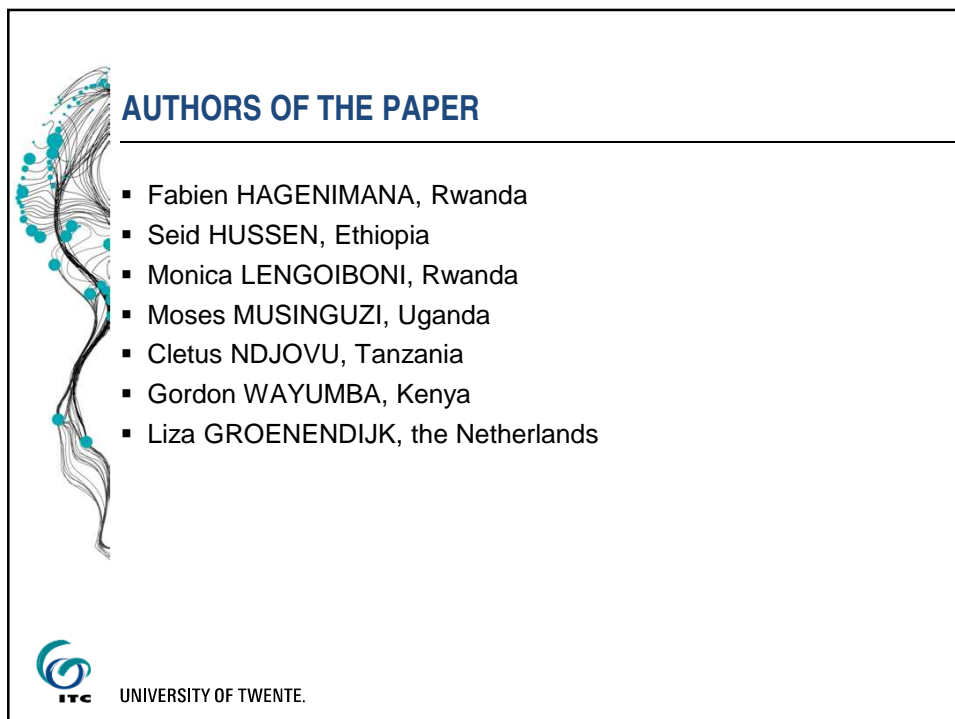 AUTHORS OF THE PAPER
▪ Fabien HAGENIMANA, Rwanda
▪ Seid HUSSEN, Ethiopia
▪ Monica LENGOIBONI, Rwanda
▪ Moses MUSINGUZI, Uganda
▪ Cletus NDJOVU, Tanzania
▪ Gordon WAYUMBA, Kenya
▪ Liza GROENENDIJK, the Netherlands
ITC
UNIVERSITY OF TWENTE.